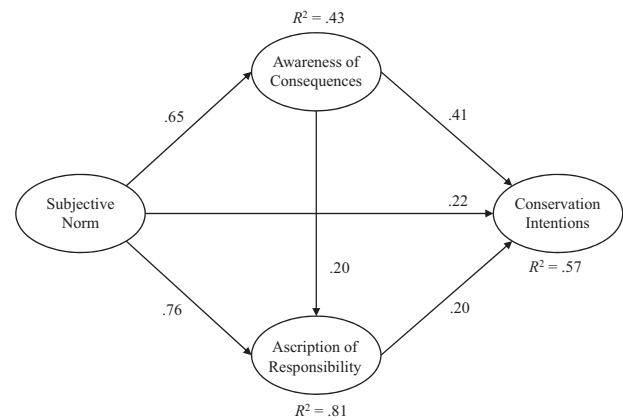 R² = .43
Awareness of
Consequences
.65
.41
Subjective
Norm
.22
Conservation
Intentions
R² = .57
.76
.20
.20
Ascription of
Responsibility
R² = .81